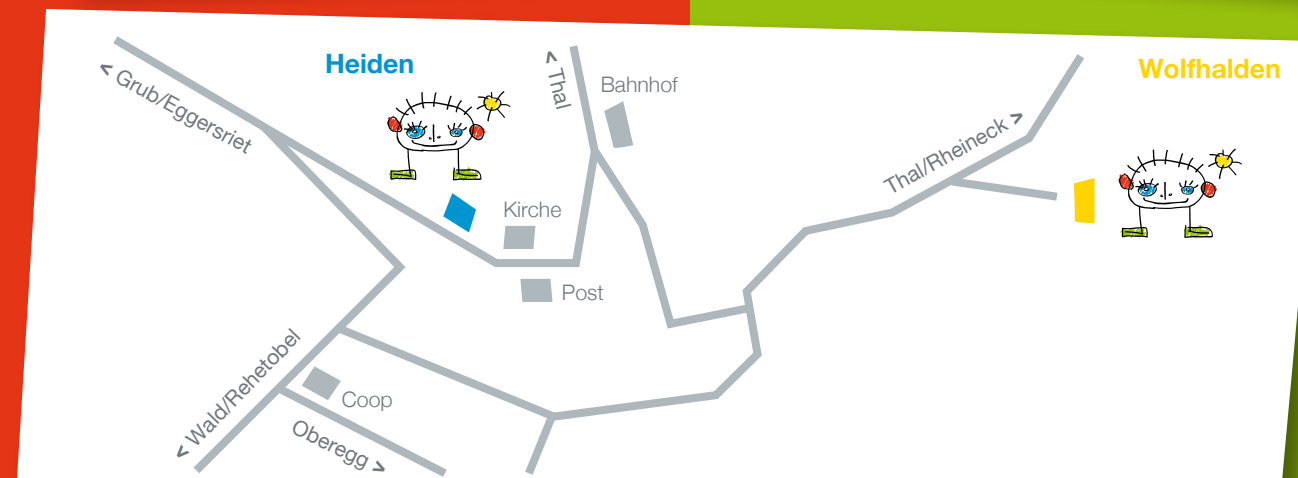 Heiden
Wolfhalden
< Grub/Eggersriet
< Thal
Bahnhof
Thal/Rheineck >
Kirche
Post
< Wald/Rehetobel
Coop
Oberegg >